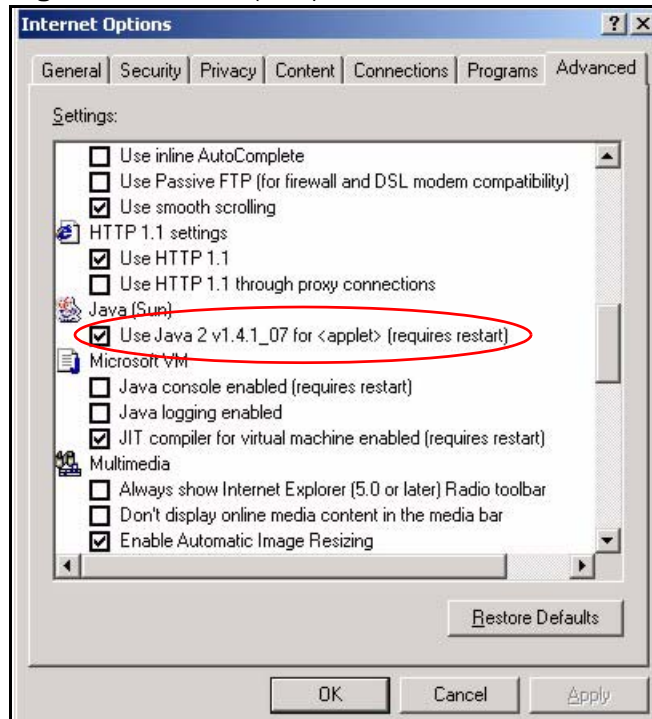 Internet Options
General
Security
Privacy
Content
Connections
Programs
Advanced
Settings:
Use inline AutoComplete
Use Passive FTP (for firewall and DSL modem compatibility)
Use smooth scrolling
HTTP 1.1 settings
Use HTTP 1.1
Use HTTP 1.1 through proxy connections
Java (Sun)
Use Java 2 v1.4.1_07 for <applet> (requires restart)
Microsoft VM
Java console enabled (requires restart)
Java logging enabled
JIT compiler for virtual machine enabled (requires restart)
Multimedia
Always show Internet Explorer (5.0 or later) Radio toolbar
Don't display online media content in the media bar
Enable Automatic Image Resizing
Restore Defaults
OK
Cancel
Apply